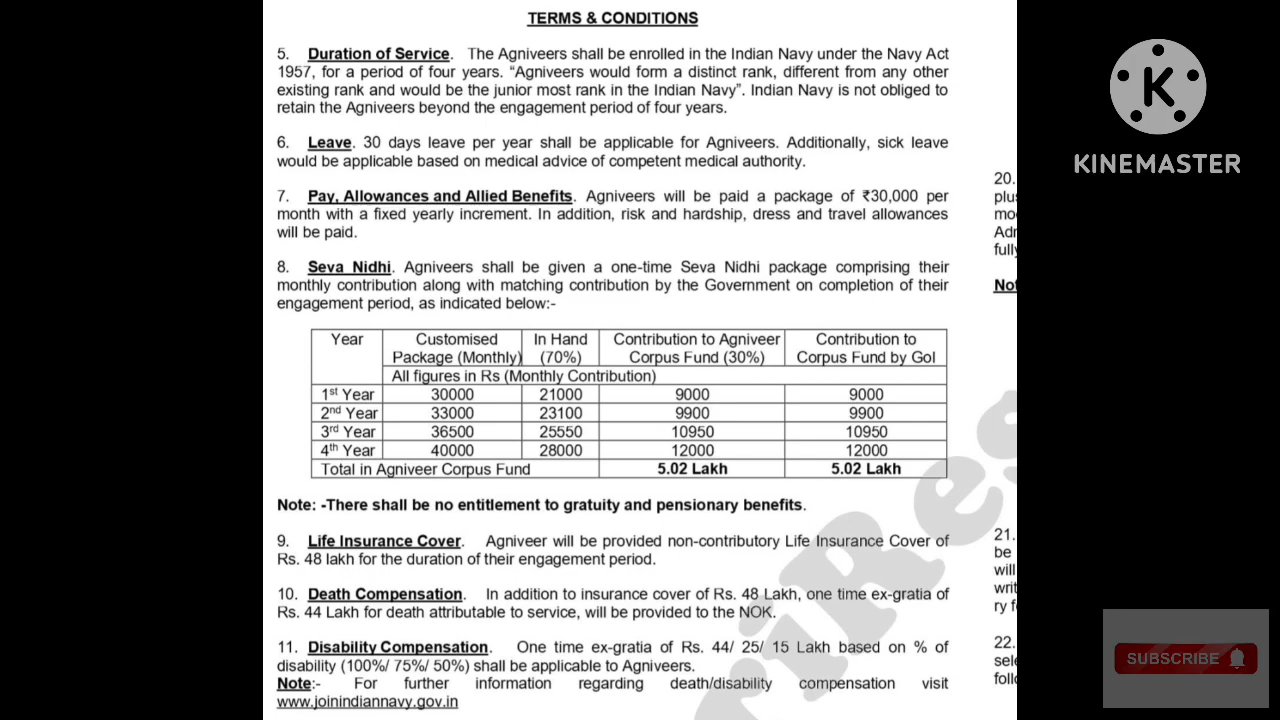 TERMS & CONDITIONS
5. Duration of Service. The Agniveers shall be enrolled in the Indian Navy under the Navy Act
1957, for a period of four years. “Agniveers would form a distinct rank, different from any other
existing rank and would be the junior most rank in the Indian Navy”. Indian Navy is not obliged to
retain the Agniveers beyond the engagement period of four years.
6. Leave. 30 days leave per year shall be applicable for Agniveers. Additionally, sick leave
would be applicable based on medical advice of competent medical authority.
7. Pay, Allowances and Allied Benefits. Agniveers will be paid a package of ₹30,000 per
month with a fixed yearly increment. In addition, risk and hardship, dress and travel allowances
will be paid.
8. Seva Nidhi. Agniveers shall be given a one-time Seva Nidhi package comprising their
monthly contribution along with matching contribution by the Government on completion of their
engagement period, as indicated below:-
Year Customised In Hand Contribution to Agniveer Contribution to
Package (Monthly) (70%) Corpus Fund (30%) Corpus Fund by GoI
All figures in Rs (Monthly Contribution)
1st Year 30000 21000 9000 9000
2nd Year 33000 23100 9900 9900
3rd Year 36500 25550 10950 10950
4th Year 40000 28000 12000 12000
Total in Agniveer Corpus Fund 5.02 Lakh 5.02 Lakh
Note: -There shall be no entitlement to gratuity and pensionary benefits.
9. Life Insurance Cover. Agniveer will be provided non-contributory Life Insurance Cover of
Rs. 48 lakh for the duration of their engagement period.
10. Death Compensation. In addition to insurance cover of Rs. 48 Lakh, one time ex-gratia of
Rs. 44 Lakh for death attributable to service, will be provided to the NOK.
11. Disability Compensation. One time ex-gratia of Rs. 44/ 25/ 15 Lakh based on % of
disability (100%/ 75%/ 50%) shall be applicable to Agniveers.
Note:- For further information regarding death/disability compensation visit
www.joinindiannavy.gov.in
20.
21.
be
will
22.
K
KINEMASTER
SUBSCRIBE